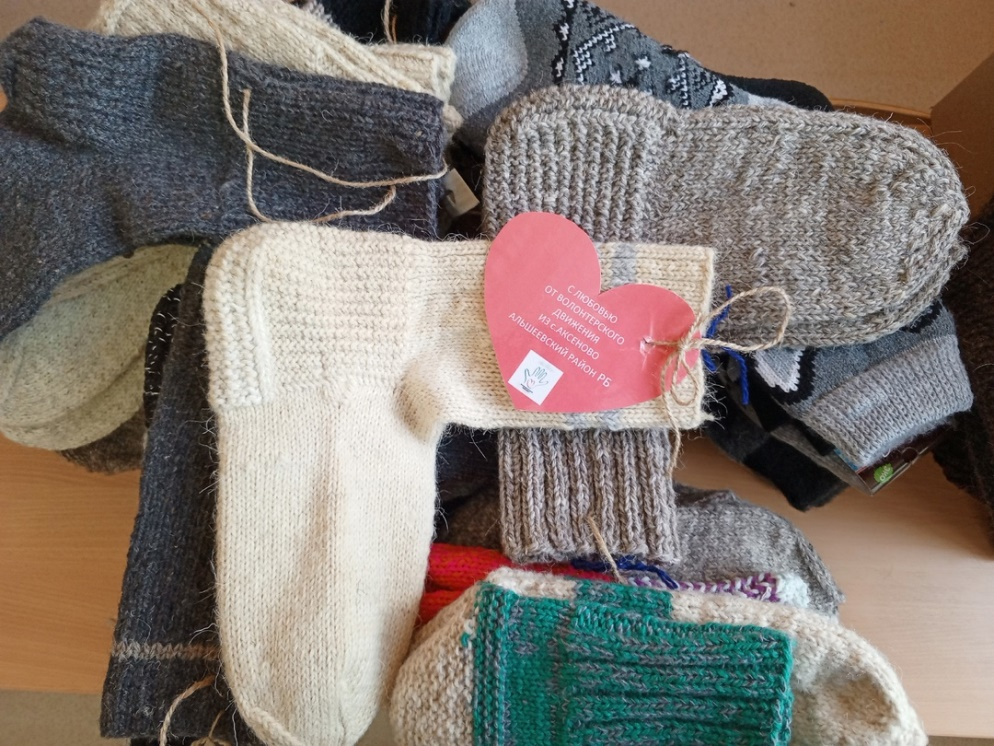 С ЛЮБОВЬЮ
ОТ ВОЛОНТЕРСКОГО
ДВИЖЕНИЯ
ИЗ С.АКСЕНОВО
АЛЬШЕЕВСКИЙ РАЙОН РБ